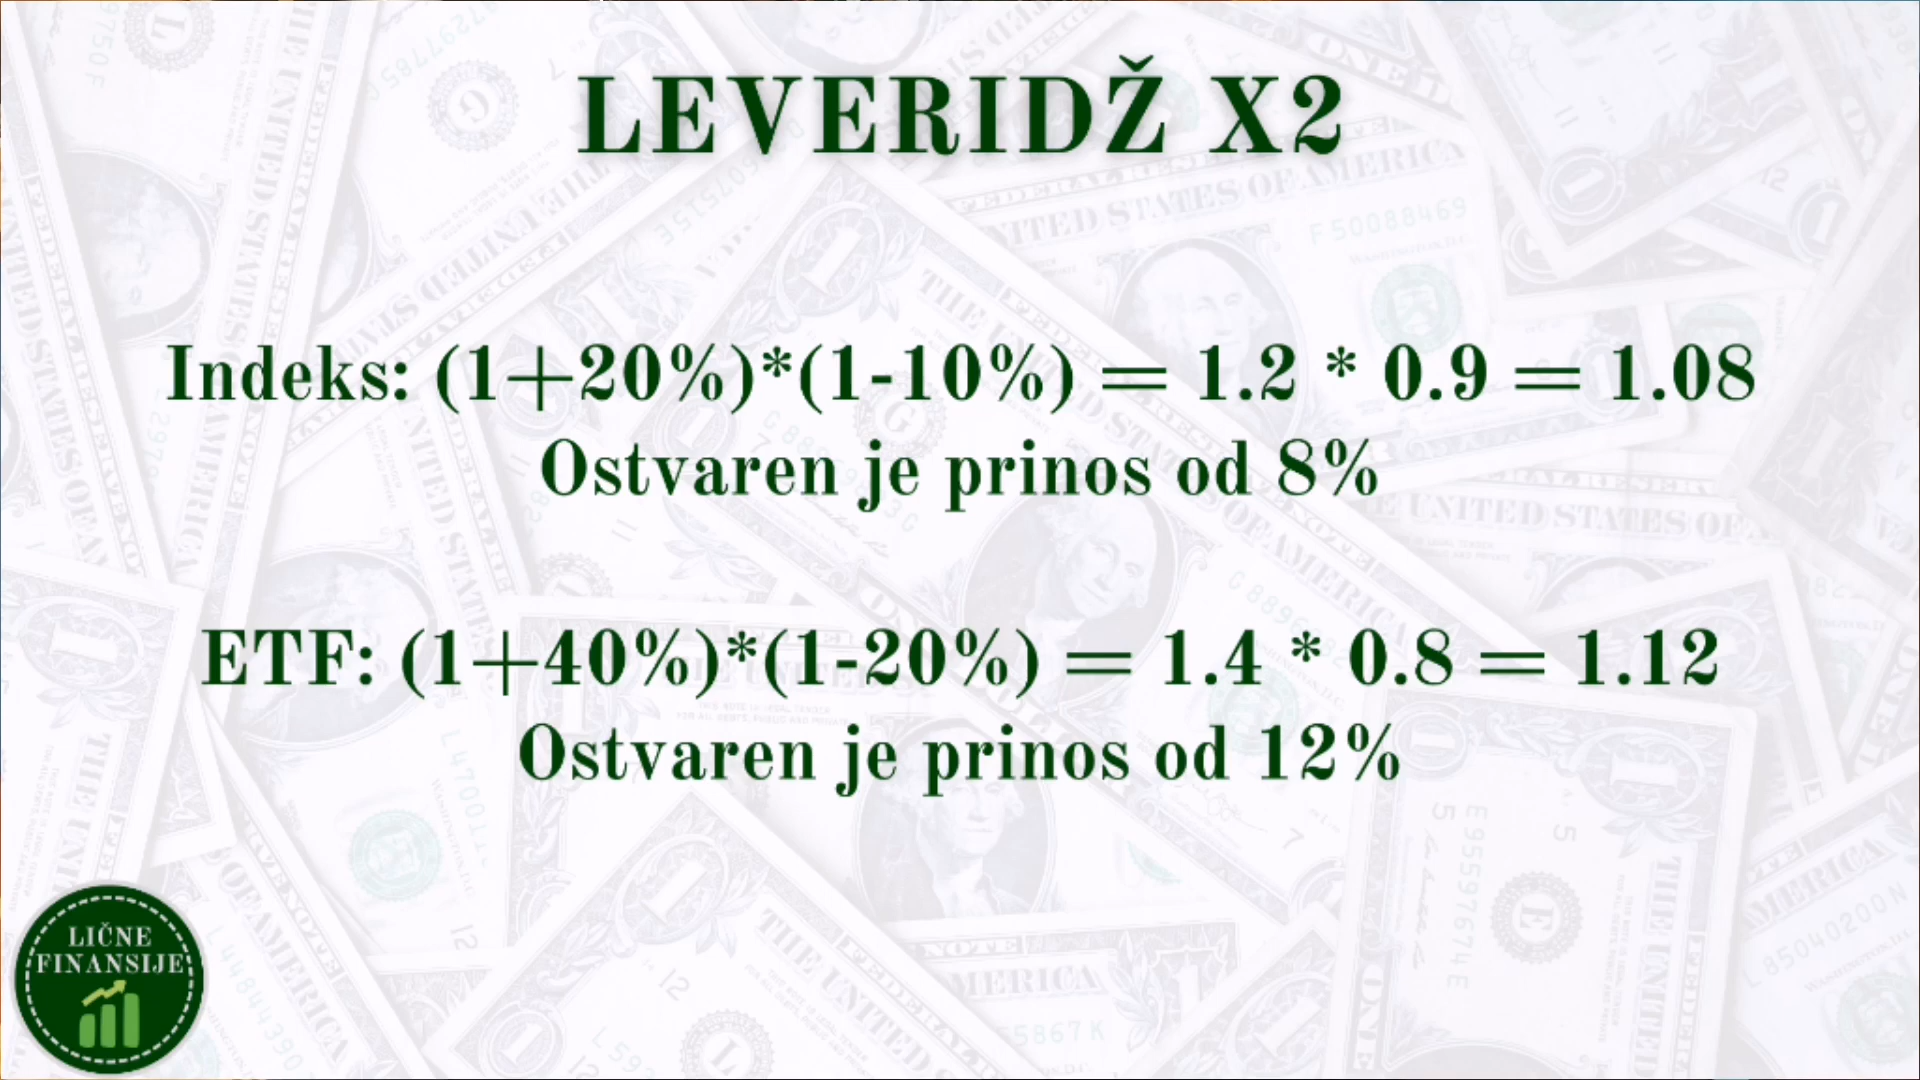 LEVERIDŽ X2
Indeks: (1+20%)*(1-10%) = 1.2 * 0.9 = 1.08
Ostvaren je prinos od 8%
ETF: (1+40%)*(1-20%) = 1.4 * 0.8 = 1.12
Ostvaren je prinos od 12%
LIČNE
FINANSIJE